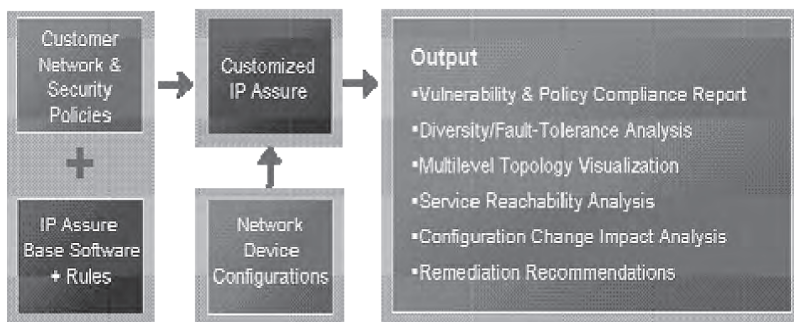 Customer
Network &
Security
Policies
+
IP Assure
Base Software
+ Rules
Customized
IP Assure
Network
Device
Configurations
Output
▪Vulnerability & Policy Compliance Report
▪Diversity/Fault-Tolerance Analysis
▪Multilevel Topology Visualization
▪Service Reachability Analysis
▪Configuration Change Impact Analysis
▪Remediation Recommendations